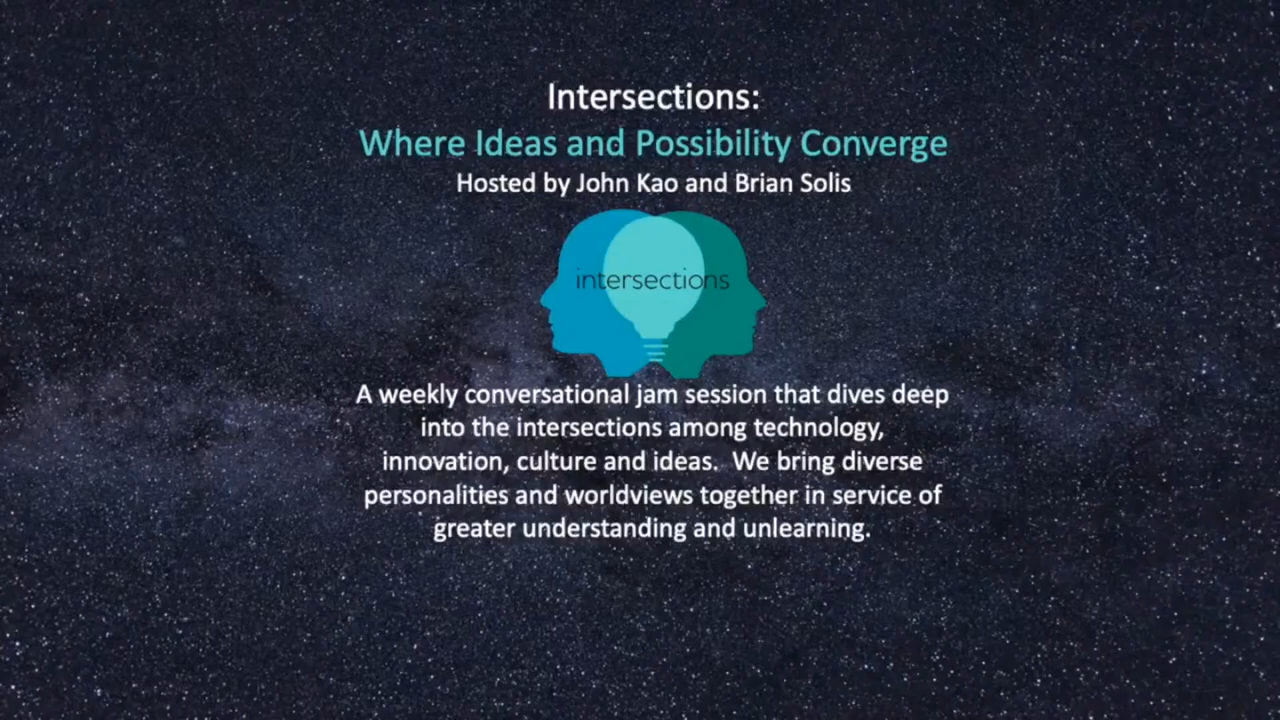 Intersections:
Where Ideas and Possibility Converge
Hosted by John Kao and Brian Solis
intersections
A weekly conversational jam session that dives deep
into the intersections among technology,
innovation, culture and ideas.  We bring diverse
personalities and worldviews together in service of
greater understanding and unlearning.